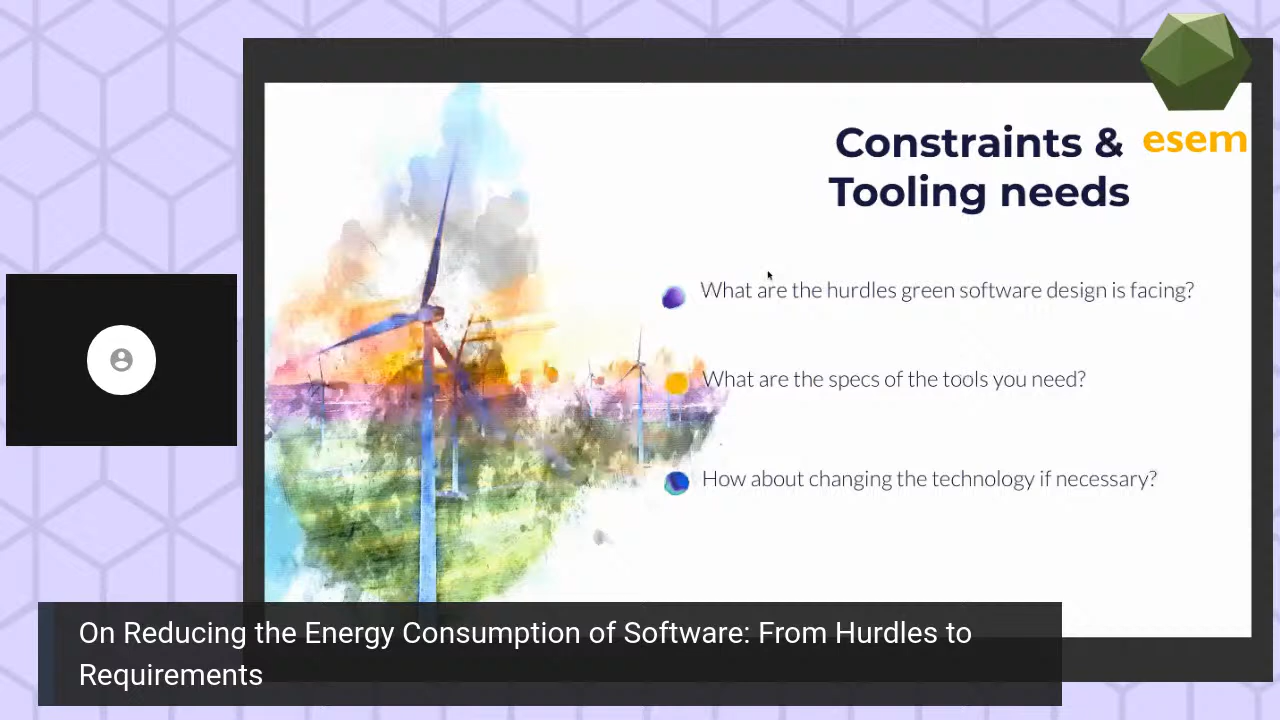 Constraints &
Tooling needs
esem
What are the hurdles green software design is facing?
What are the specs of the tools you need?
How about changing the technology if necessary?
On Reducing the Energy Consumption of Software: From Hurdles to
Requirements